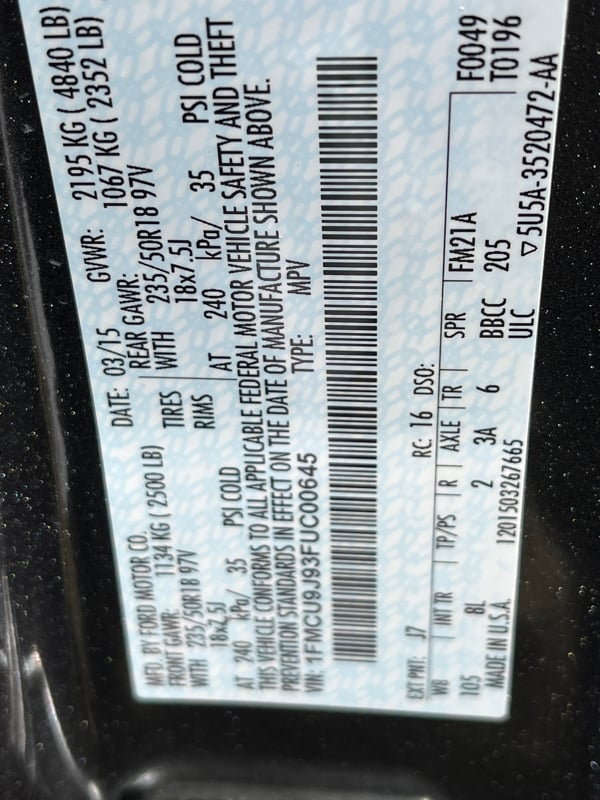 MFD. BY FORD MOTOR CO. DATE: 03/15 GVWR: 2195 KG ( 4840 LB)
FRONT GAWR: 1134 KG ( 2500 LB) REAR GAWR: 1067 KG ( 2352 LB)
WITH 235/50R18 97V TIRES WITH 235/50R18 97V
18x7.5J RIMS 18x7.5J
AT 240 kPa/ 35 PSI COLD AT 240 kPa/ 35 PSI COLD
THIS VEHICLE CONFORMS TO ALL APPLICABLE FEDERAL MOTOR VEHICLE SAFETY AND THEFT
PREVENTION STANDARDS IN EFFECT ON THE DATE OF MANUFACTURE SHOWN ABOVE.
VIN: 1FMCU9J93FUC00645 TYPE: MPV
F0049
T0196
EXT PNT: J7 RC: 16 DSO:
WB INT TR TP/PS R AXLE TR SPR FM21A
105 8L 2 3A 6 BBCC 205
MADE IN U.S.A. 1201503267665 ULC ▽5U5A-3520472-AA